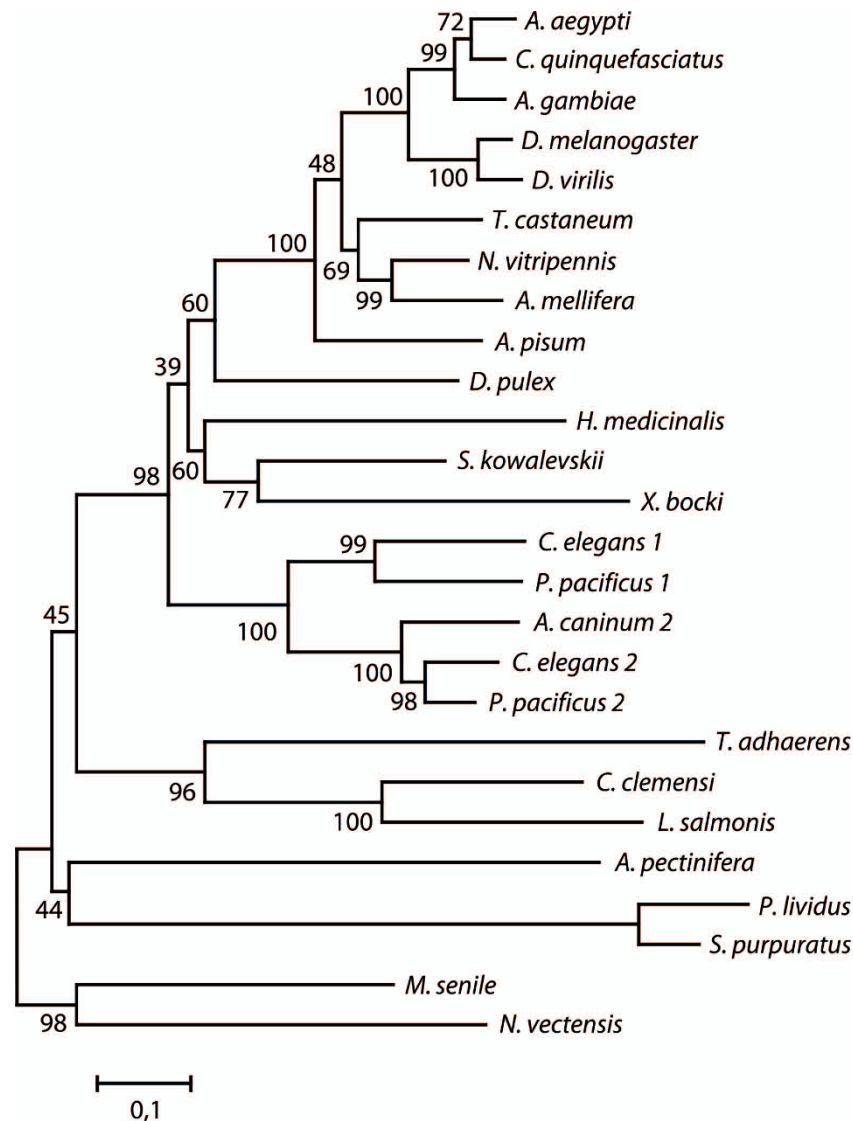 72
A. aegypti
99
C. quinquefasciatus
100
A. gambiae
D. melanogaster
48
100
D. virilis
T. castaneum
100
69
N. vitripennis
60
99
A. mellifera
A. pisum
39
D. pulex
H. medicinalis
98
60
S. kowalevskii
77
X. bocki
99
C. elegans 1
P. pacificus 1
45
100
A. caninum 2
100
C. elegans 2
98
P. pacificus 2
T. adhaerens
96
C. clemensi
100
L. salmonis
A. pectinifera
44
P. lividus
S. purpuratus
M. senile
98
N. vectensis
0,1